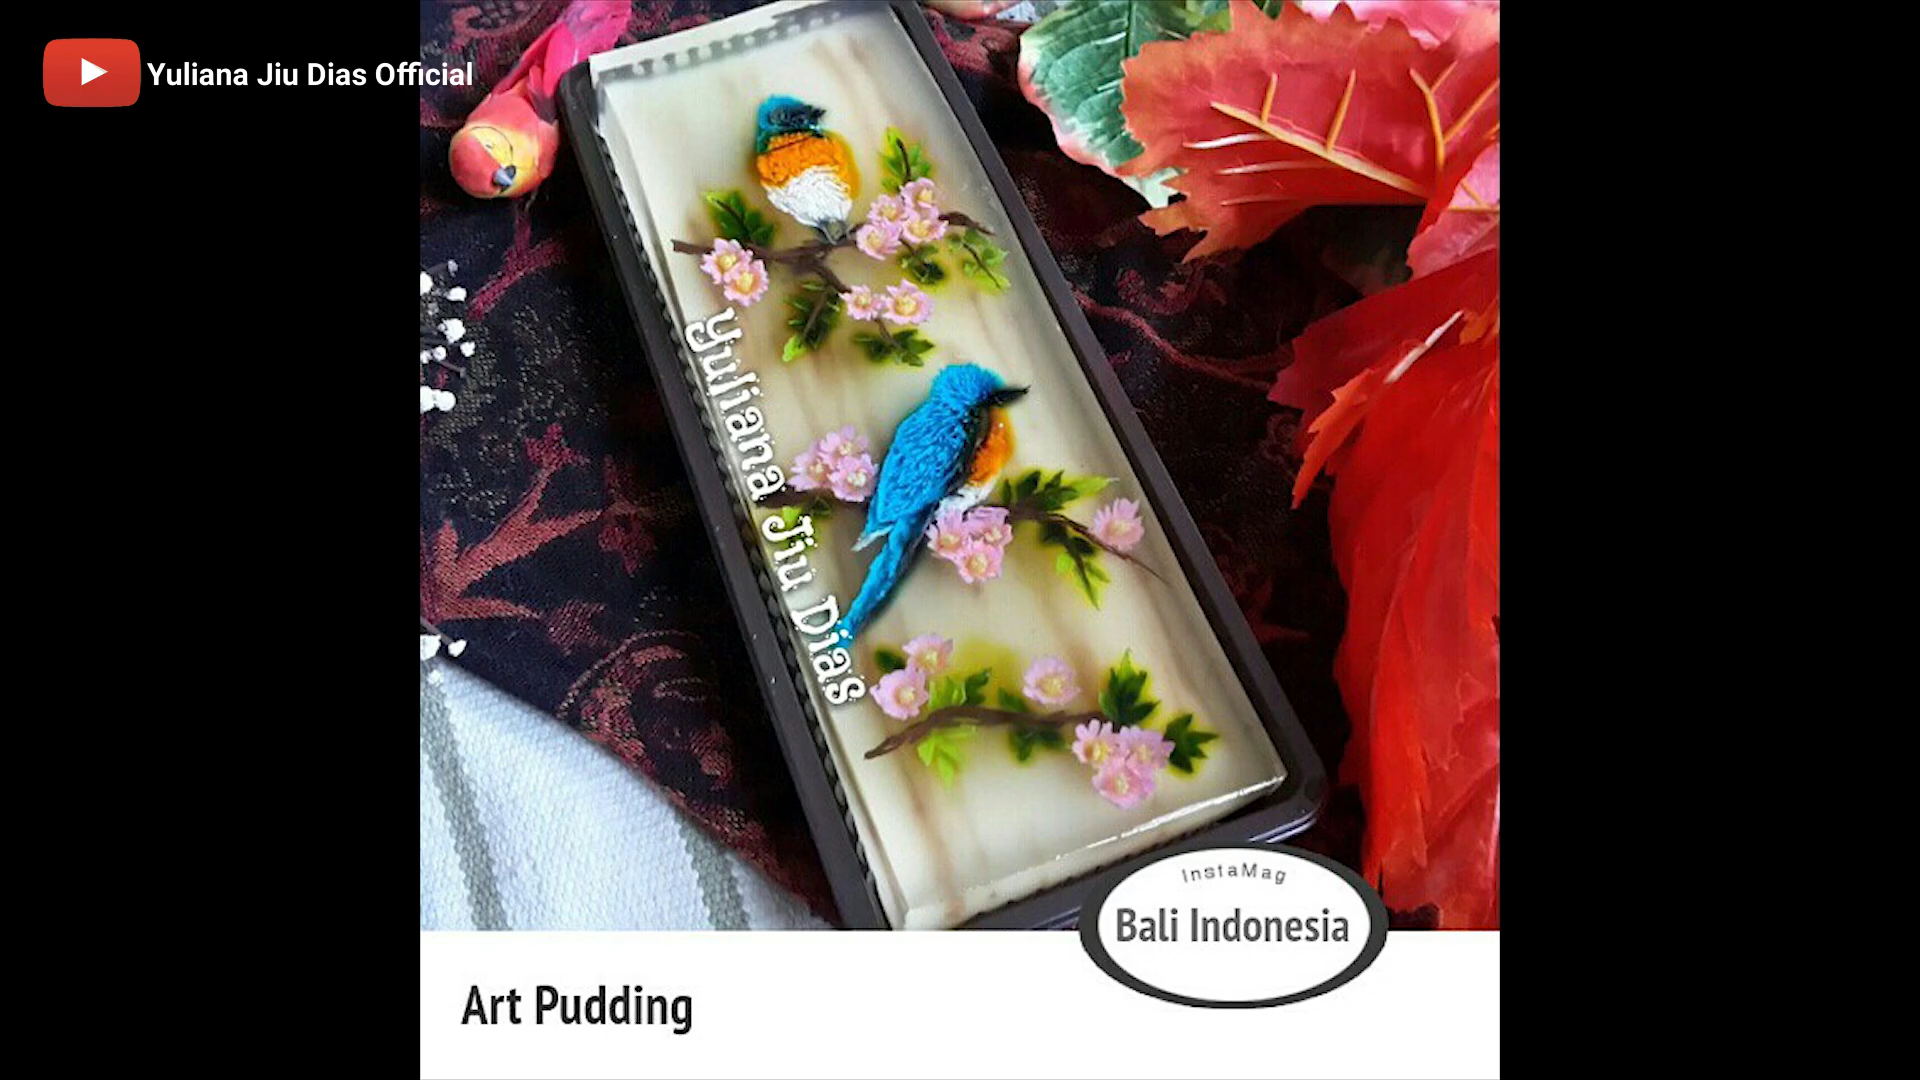 Yuliana Jiu Dias Official
Yuliana Jiu Dias
InstaMag
Bali Indonesia
Art Pudding